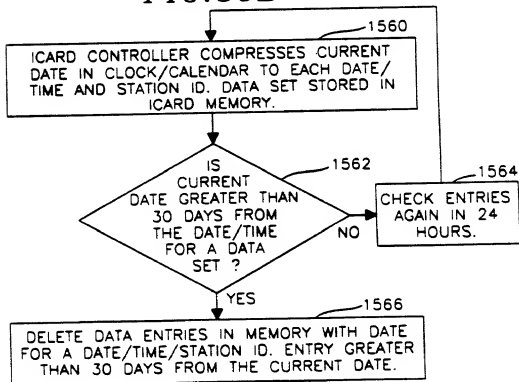 1560
ICARD CONTROLLER COMPRESSES CURRENT
DATE IN CLOCK/CALENDAR TO EACH DATE/
TIME AND STATION ID. DATA SET STORED IN
ICARD MEMORY.
1562
IS
CURRENT
DATE GREATER THAN
30 DAYS FROM
THE DATE/TIME
FOR A DATA
SET ?
NO
1564
CHECK ENTRIES
AGAIN IN 24
HOURS.
YES
1566
DELETE DATA ENTRIES IN MEMORY WITH DATE
FOR A DATE/TIME/STATION ID. ENTRY GREATER
THAN 30 DAYS FROM THE CURRENT DATE.